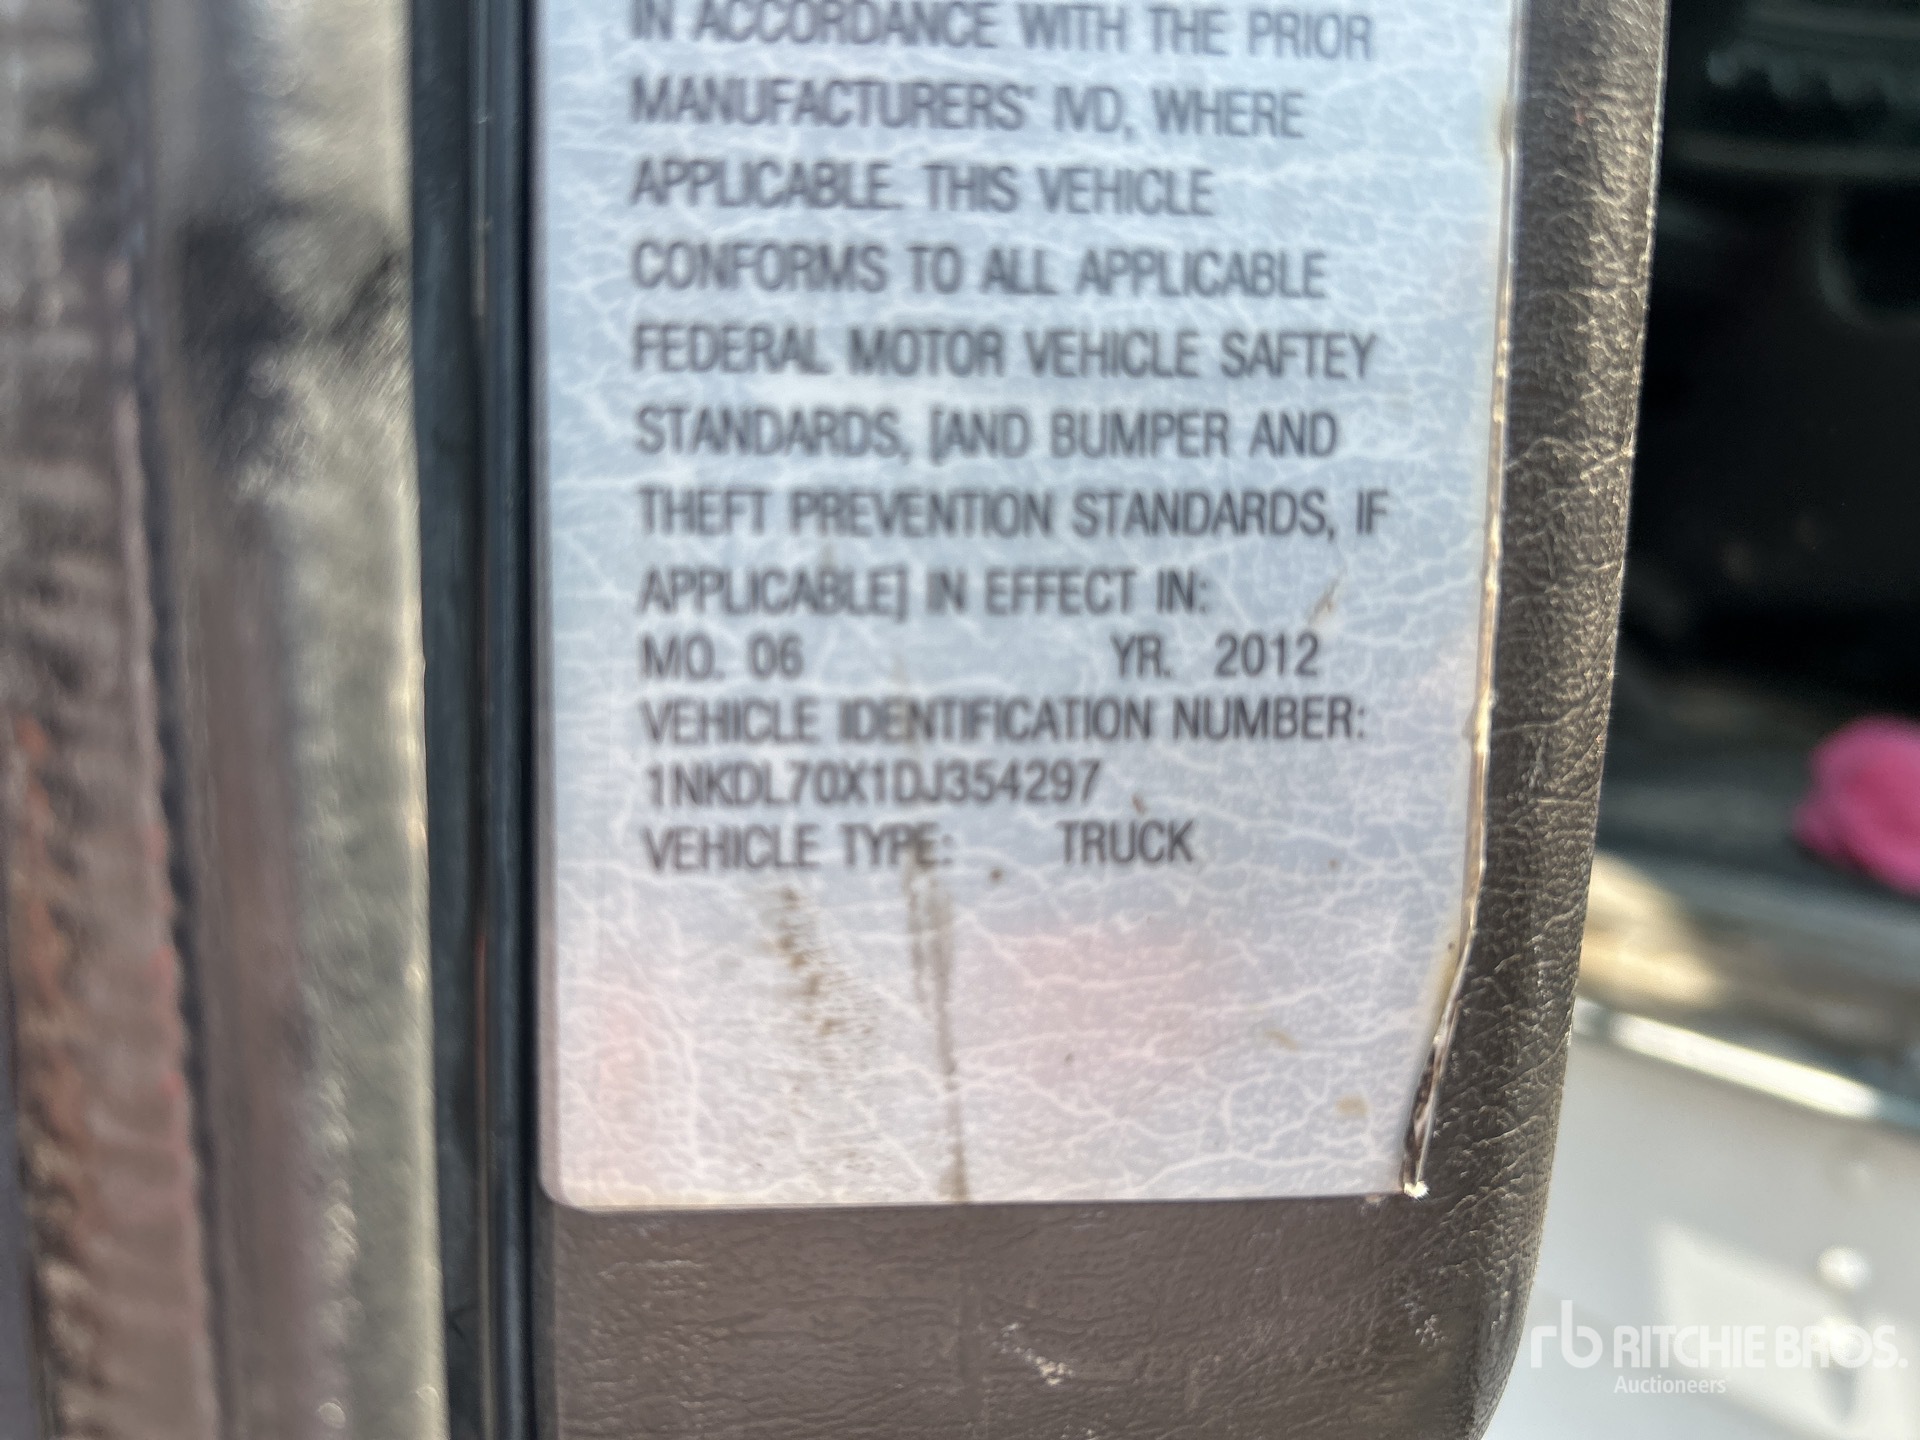 IN ACCORDANCE WITH THE PRIOR
MANUFACTURERS' IVD, WHERE
APPLICABLE. THIS VEHICLE
CONFORMS TO ALL APPLICABLE
FEDERAL MOTOR VEHICLE SAFTEY
STANDARDS, [AND BUMPER AND
THEFT PREVENTION STANDARDS, IF
APPLICABLE] IN EFFECT IN:
MO. 06 YR. 2012
VEHICLE IDENTIFICATION NUMBER:
1NKDL70X1DJ354297
VEHICLE TYPE: TRUCK
rb RITCHIE BROS.
Auctioneers